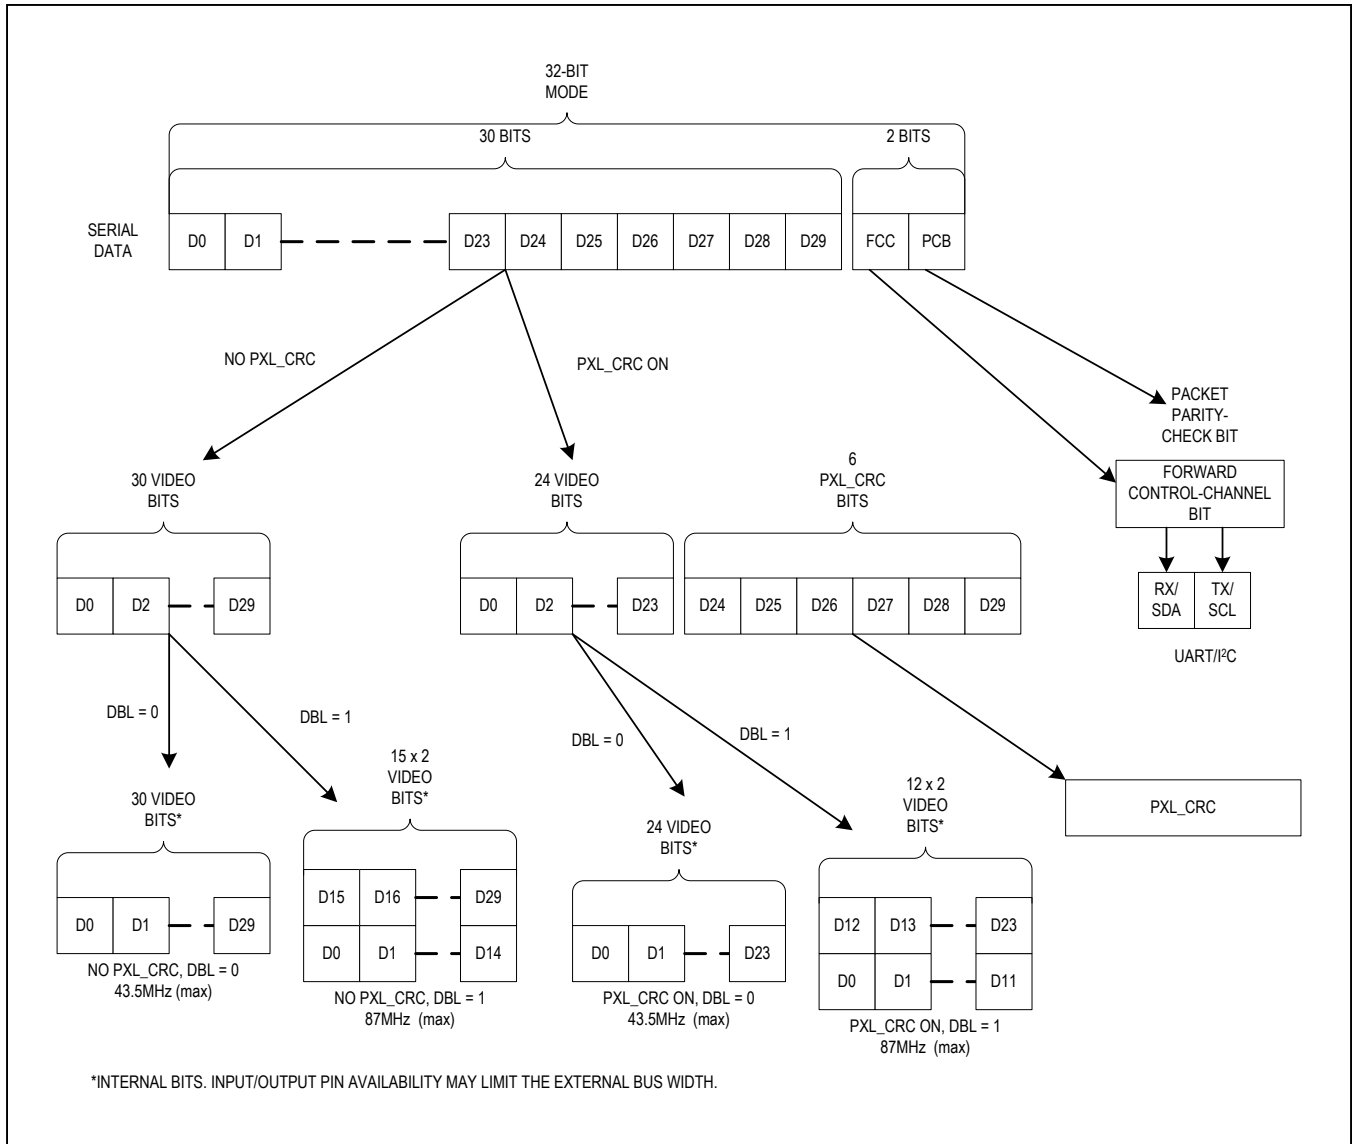 32-BIT
MODE
30 BITS
2 BITS
SERIAL
DATA
D0 D1 D23 D24 D25 D26 D27 D28 D29 FCC PCB
NO PXL_CRC
PXL_CRC ON
PACKET
PARITY-
CHECK BIT
30 VIDEO
BITS
24 VIDEO
BITS
6
PXL_CRC
BITS
FORWARD
CONTROL-CHANNEL
BIT
D0 D2 D29
D0 D2 D23
D24 D25 D26 D27 D28 D29
RX/
SDA
TX/
SCL
UART/I²C
DBL = 0
DBL = 1
DBL = 0
DBL = 1
30 VIDEO
BITS*
15 x 2
VIDEO
BITS*
24 VIDEO
BITS*
12 x 2
VIDEO
BITS*
PXL_CRC
D0 D1 D29
NO PXL_CRC, DBL = 0
43.5MHz (max)
D15 D16 D29
D0 D1 D14
NO PXL_CRC, DBL = 1
87MHz (max)
D0 D1 D23
PXL_CRC ON, DBL = 0
43.5MHz (max)
D12 D13 D23
D0 D1 D11
PXL_CRC ON, DBL = 1
87MHz (max)
*INTERNAL BITS. INPUT/OUTPUT PIN AVAILABILITY MAY LIMIT THE EXTERNAL BUS WIDTH.